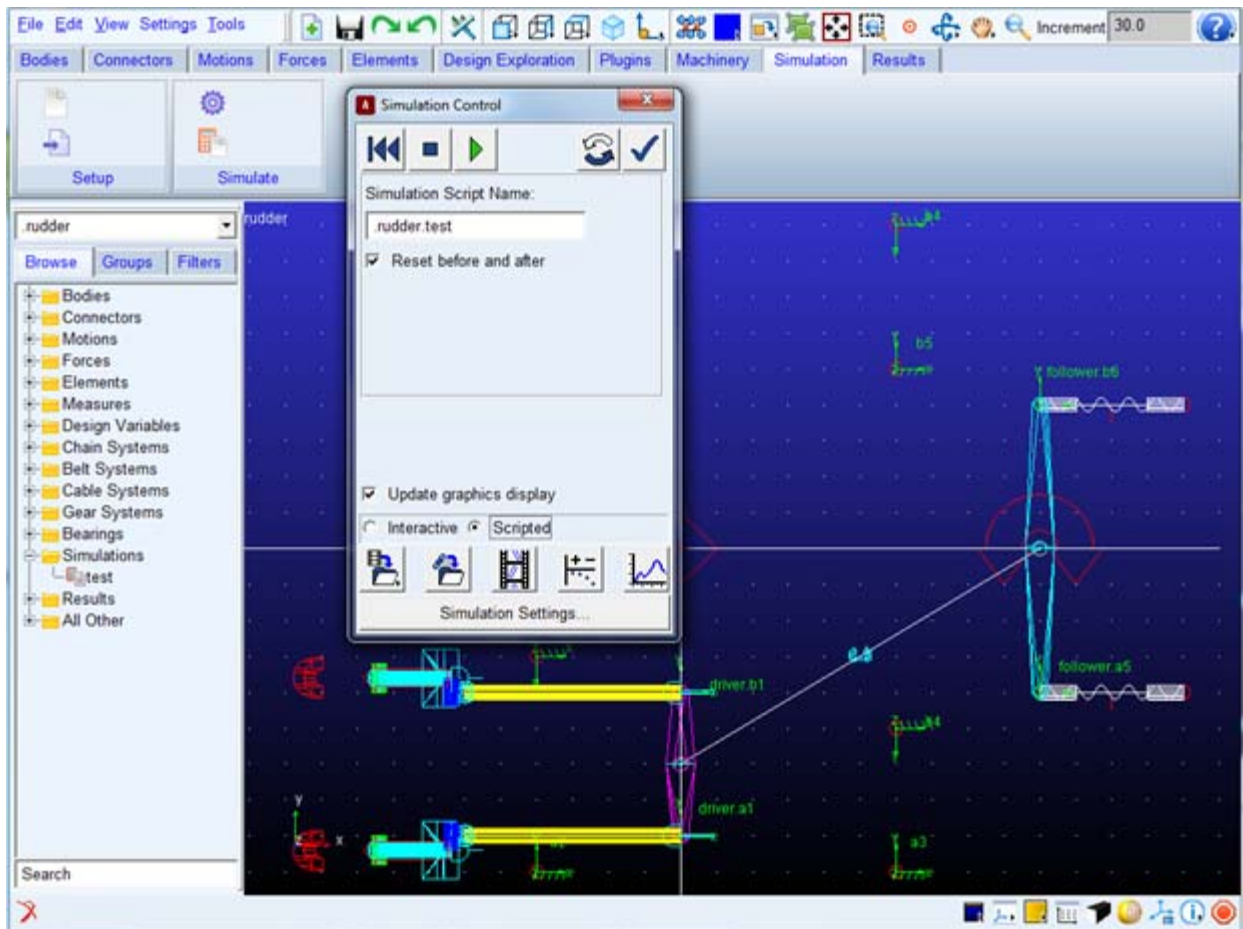 File Edit View Settings Tools
Increment 30.0
Bodies Connectors Motions Forces Elements Design Exploration Plugins Machinery Simulation Results
Setup
Simulate
Simulation Control
Simulation Script Name:
.rudder.test
Reset before and after
Update graphics display
Interactive Scripted
Simulation Settings...
.rudder
Browse Groups Filters
Bodies
Connectors
Motions
Forces
Elements
Measures
Design Variables
Chain Systems
Belt Systems
Cable Systems
Gear Systems
Bearings
Simulations
test
Results
All Other
Search
rudder
b4
b5
follower.b6
follower.a5
driver.b1
driver.a1
a3
y
z x